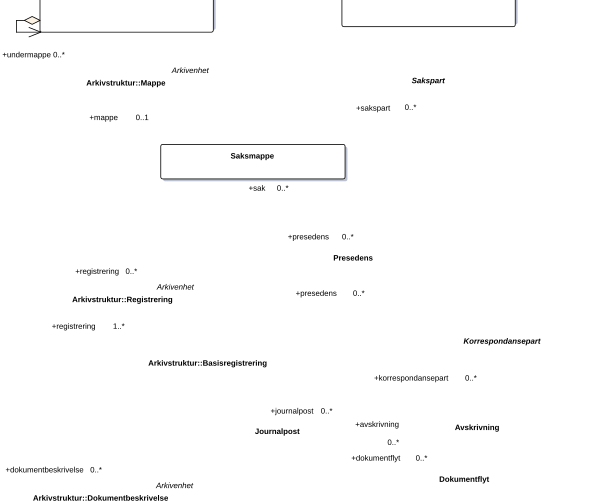 +undermappe 0..*
Arkivenhet
Arkivstruktur::Mappe
Sakspart
+sakspart 0..*
+mappe 0..1
Saksmappe
+sak 0..*
+presedens 0..*
Presedens
+registrering 0..*
Arkivenhet
+presedens 0..*
Arkivstruktur::Registrering
+registrering 1..*
Korrespondansepart
Arkivstruktur::Basisregistrering
+korrespondansepart 0..*
+journalpost 0..*
+avskrivning
Avskrivning
Journalpost
0..*
+dokumentflyt 0..*
+dokumentbeskrivelse 0..*
Dokumentflyt
Arkivenhet
Arkivstruktur::Dokumentbeskrivelse